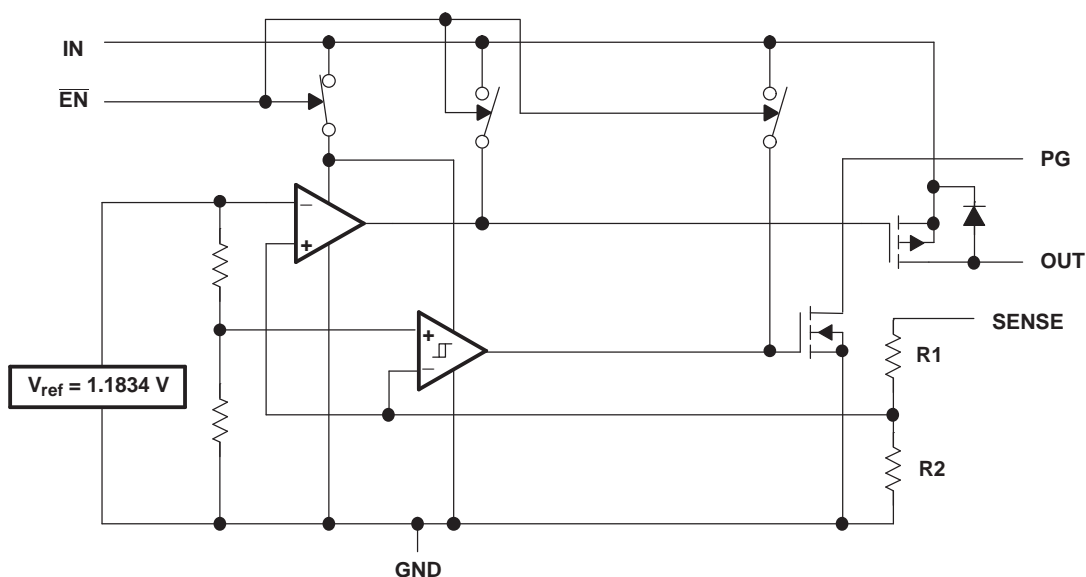 IN
EN
PG
OUT
SENSE
R1
Vref = 1.1834 V
R2
GND
−
+
+
−